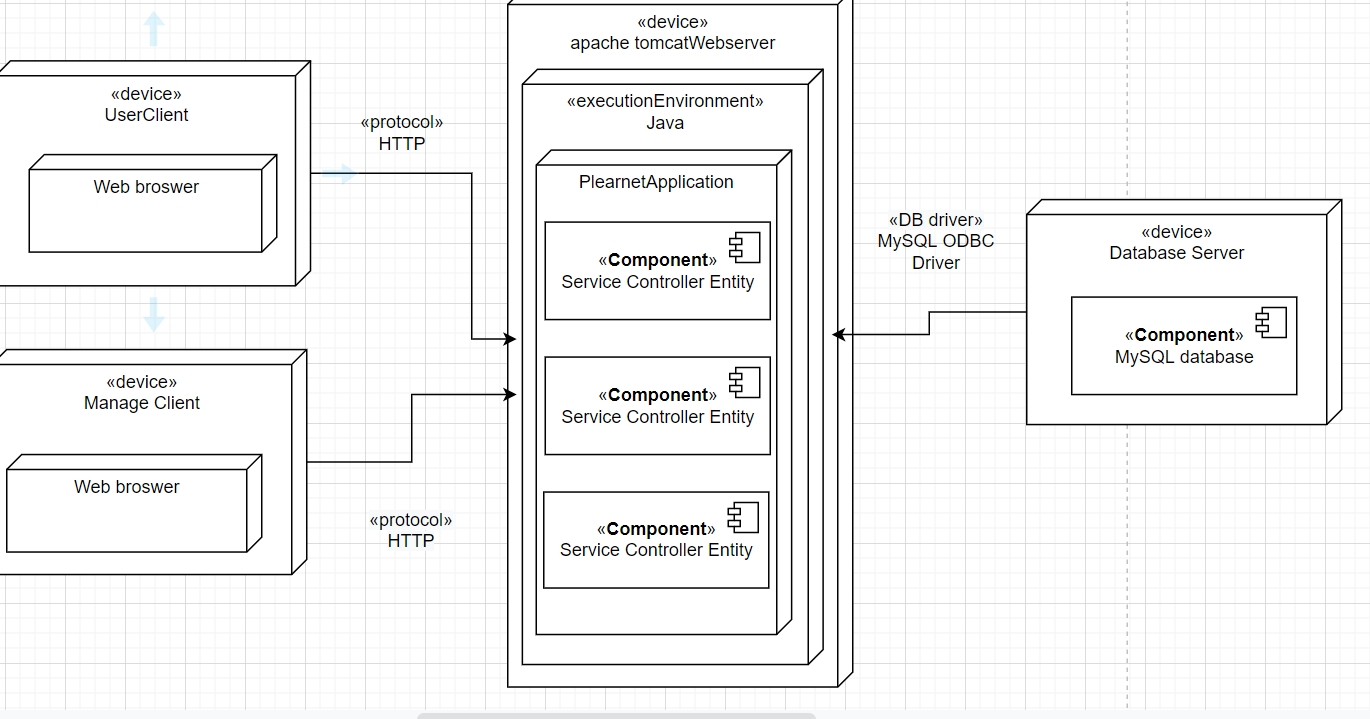 «device»
UserClient
Web broswer
«protocol»
HTTP
«device»
Manage Client
Web broswer
«protocol»
HTTP
«device»
apache tomcatWebserver
«executionEnvironment»
Java
PlearnetApplication
«Component»
Service Controller Entity
«Component»
Service Controller Entity
«Component»
Service Controller Entity
«DB driver»
MySQL ODBC
Driver
«device»
Database Server
«Component»
MySQL database